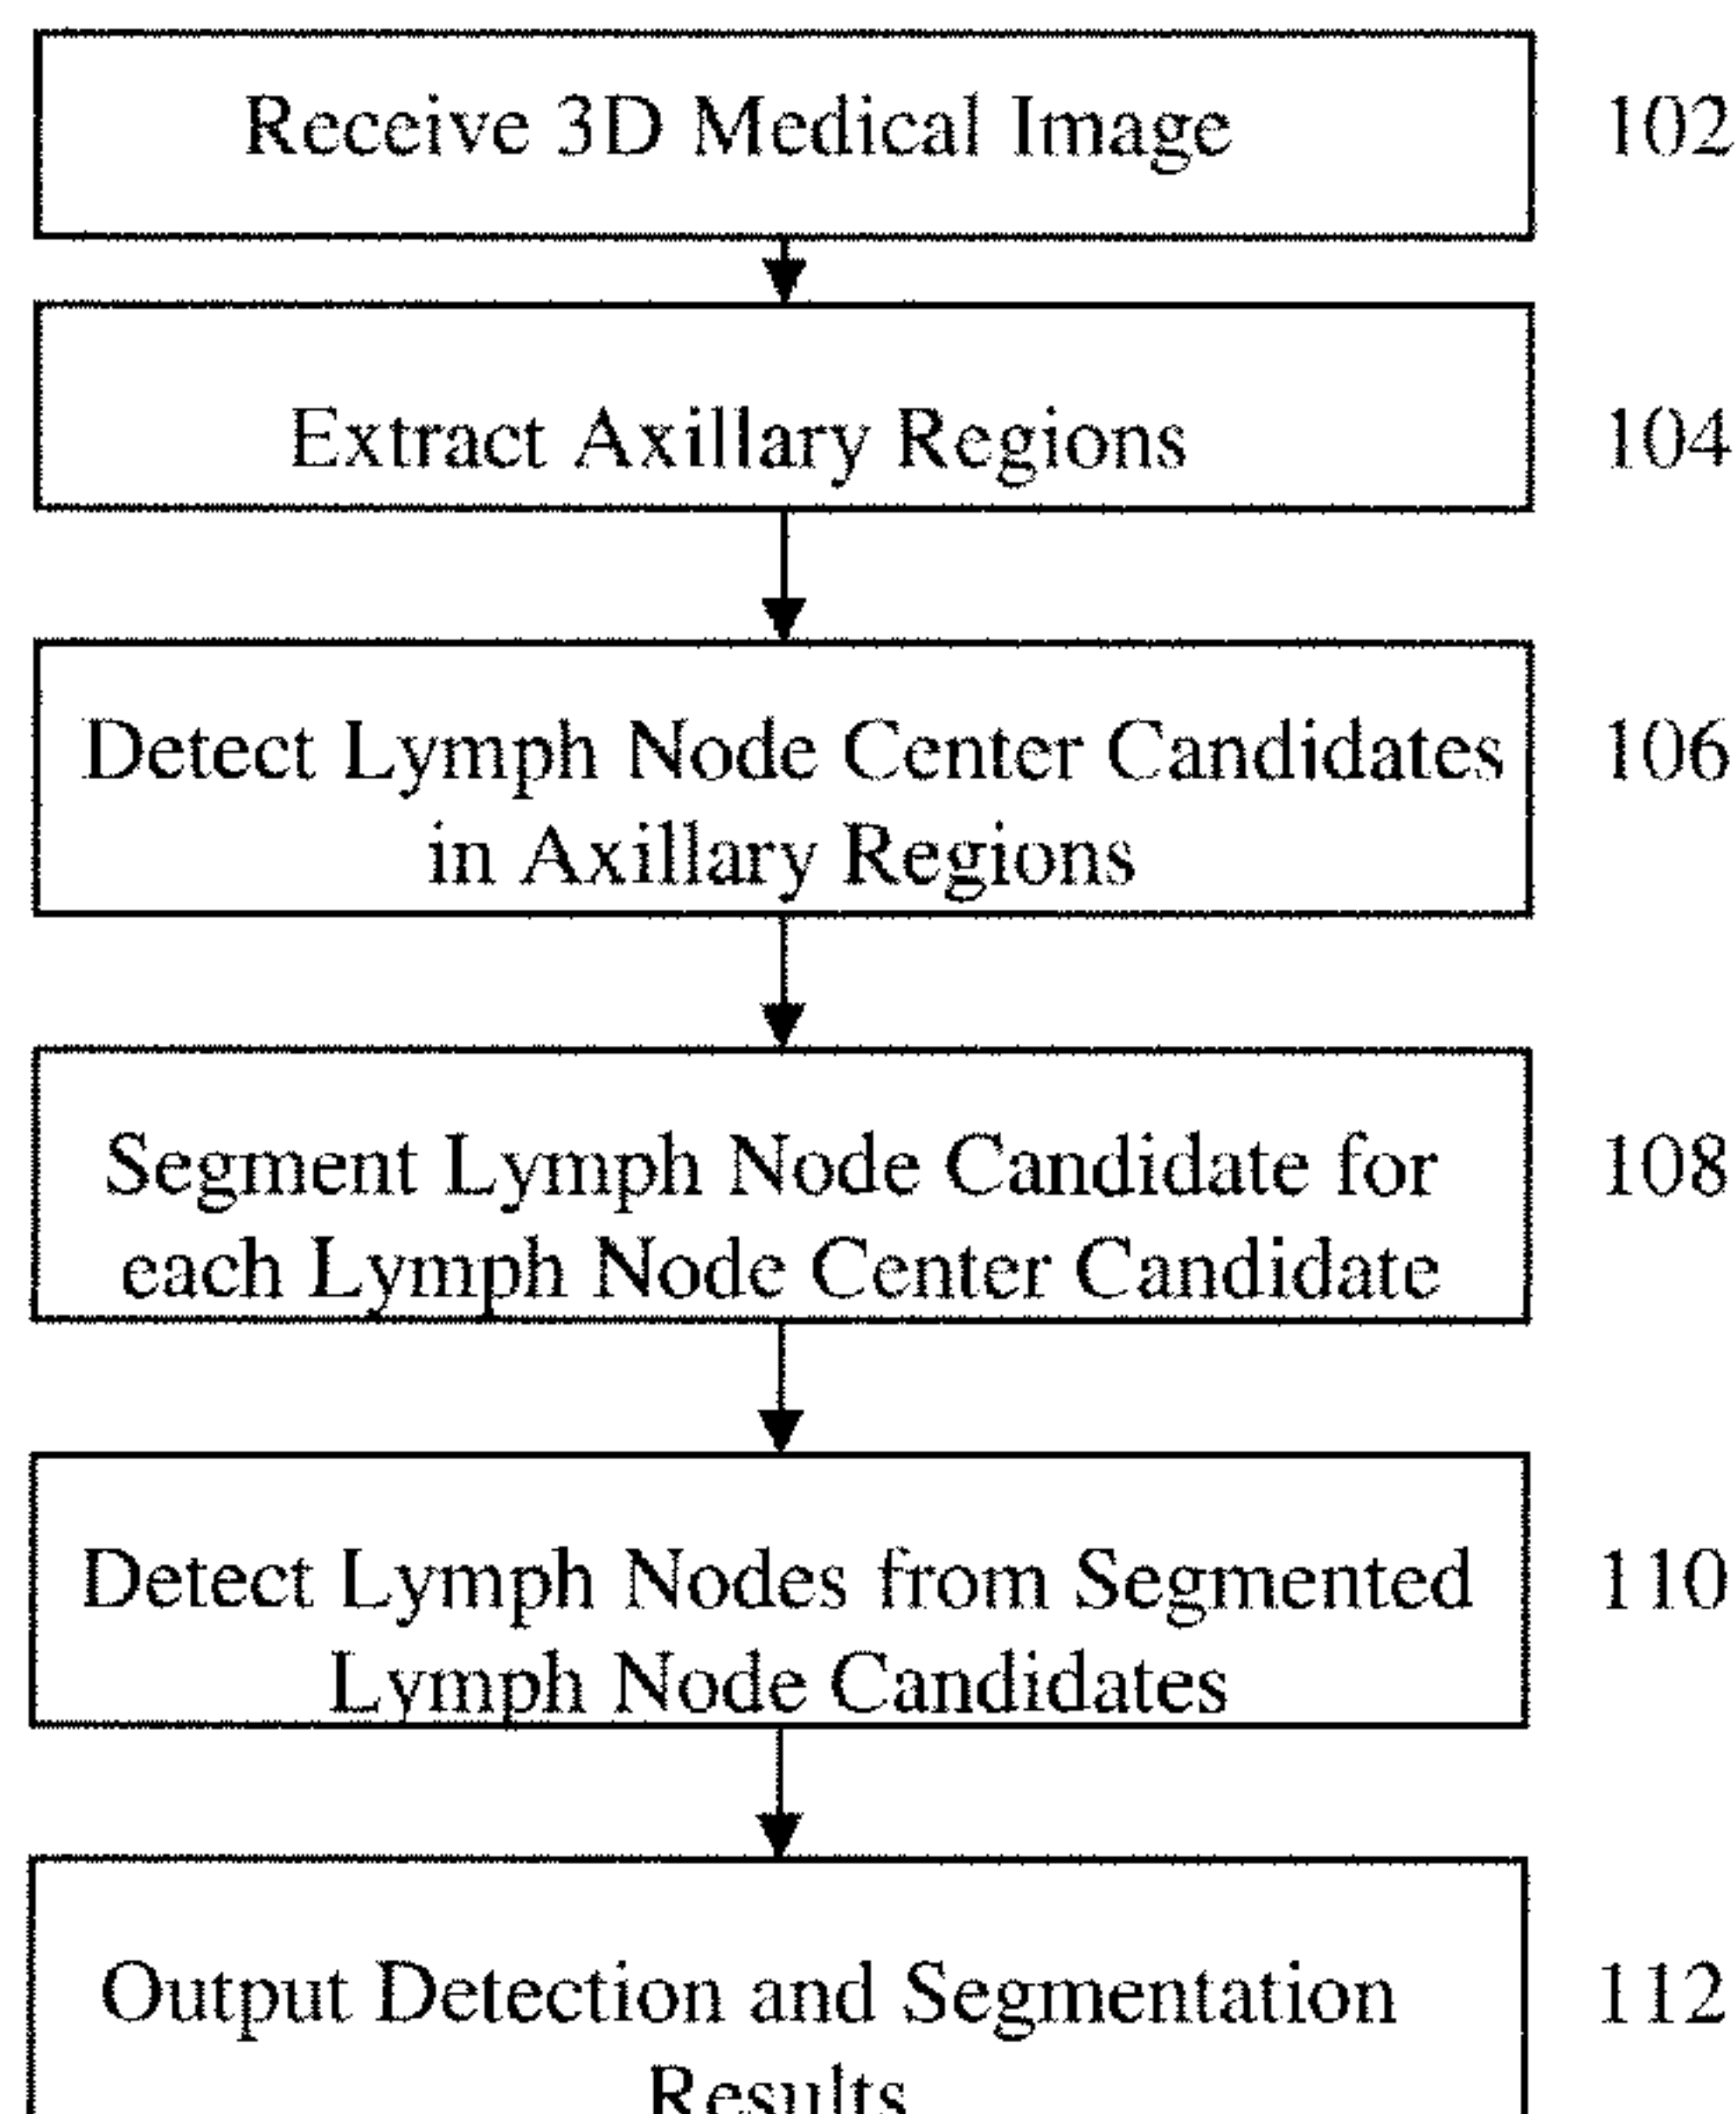 Receive 3D Medical Image 102
Extract Axillary Regions 104
Detect Lymph Node Center Candidates 106
in Axillary Regions
Segment Lymph Node Candidate for 108
each Lymph Node Center Candidate
Detect Lymph Nodes from Segmented 110
Lymph Node Candidates
Output Detection and Segmentation 112
Results